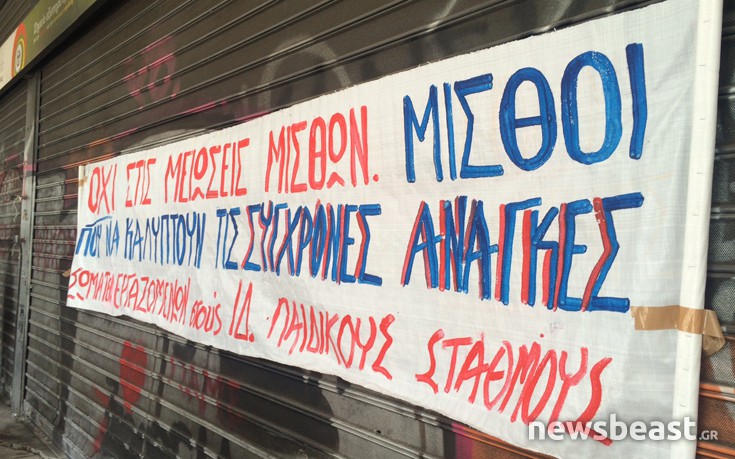 ΟΧΙ ΣΤΙΣ ΜΕΙΩΣΕΙΣ ΜΙΣΘΩΝ. ΜΙΣΘΟΙ
ΠΟΥ ΝΑ ΚΑΛΥΠΤΟΥΝ ΤΙΣ ΣΥΓΧΡΟΝΕΣ ΑΝΑΓΚΕΣ
ΣΩΜΑΤΕΙΟ ΕΡΓΑΖΟΜΕΝΩΝ στους ΙΔ. ΠΑΙΔΙΚΟΥΣ ΣΤΑΘΜΟΥΣ
newsbeast.GR